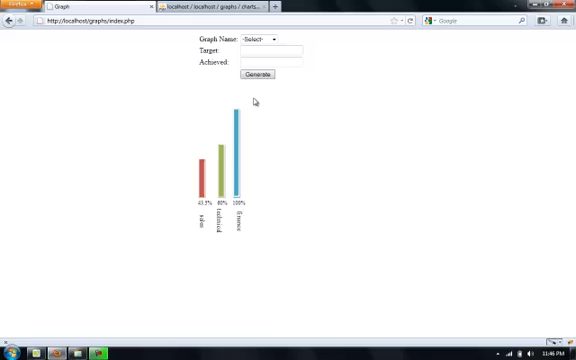 Firefox
Graph
localhost / localhost / graphs / charts...
http://localhost/graphs/index.php
Google
Graph Name: -Select-
Target:
Achieved:
Generate
43.5% 60% 100%
sales
technical
finance
11:46 PM